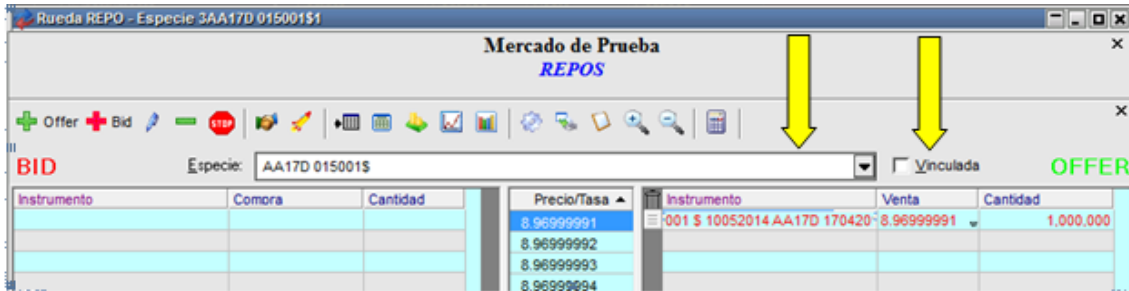 Rueda REPO - Especie 3AA17D 015001$1
Mercado de Prueba
REPOS
Offer Bid STOP
BID Especie: AA17D 015001$ Vinculada OFFER
Instrumento Compra Cantidad Precio/Tasa Instrumento Venta Cantidad
8.96999991 001 $ 10052014 AA17D 170420 8.96999991 1,000,000
8.96999992
8.96999993
8.96999994